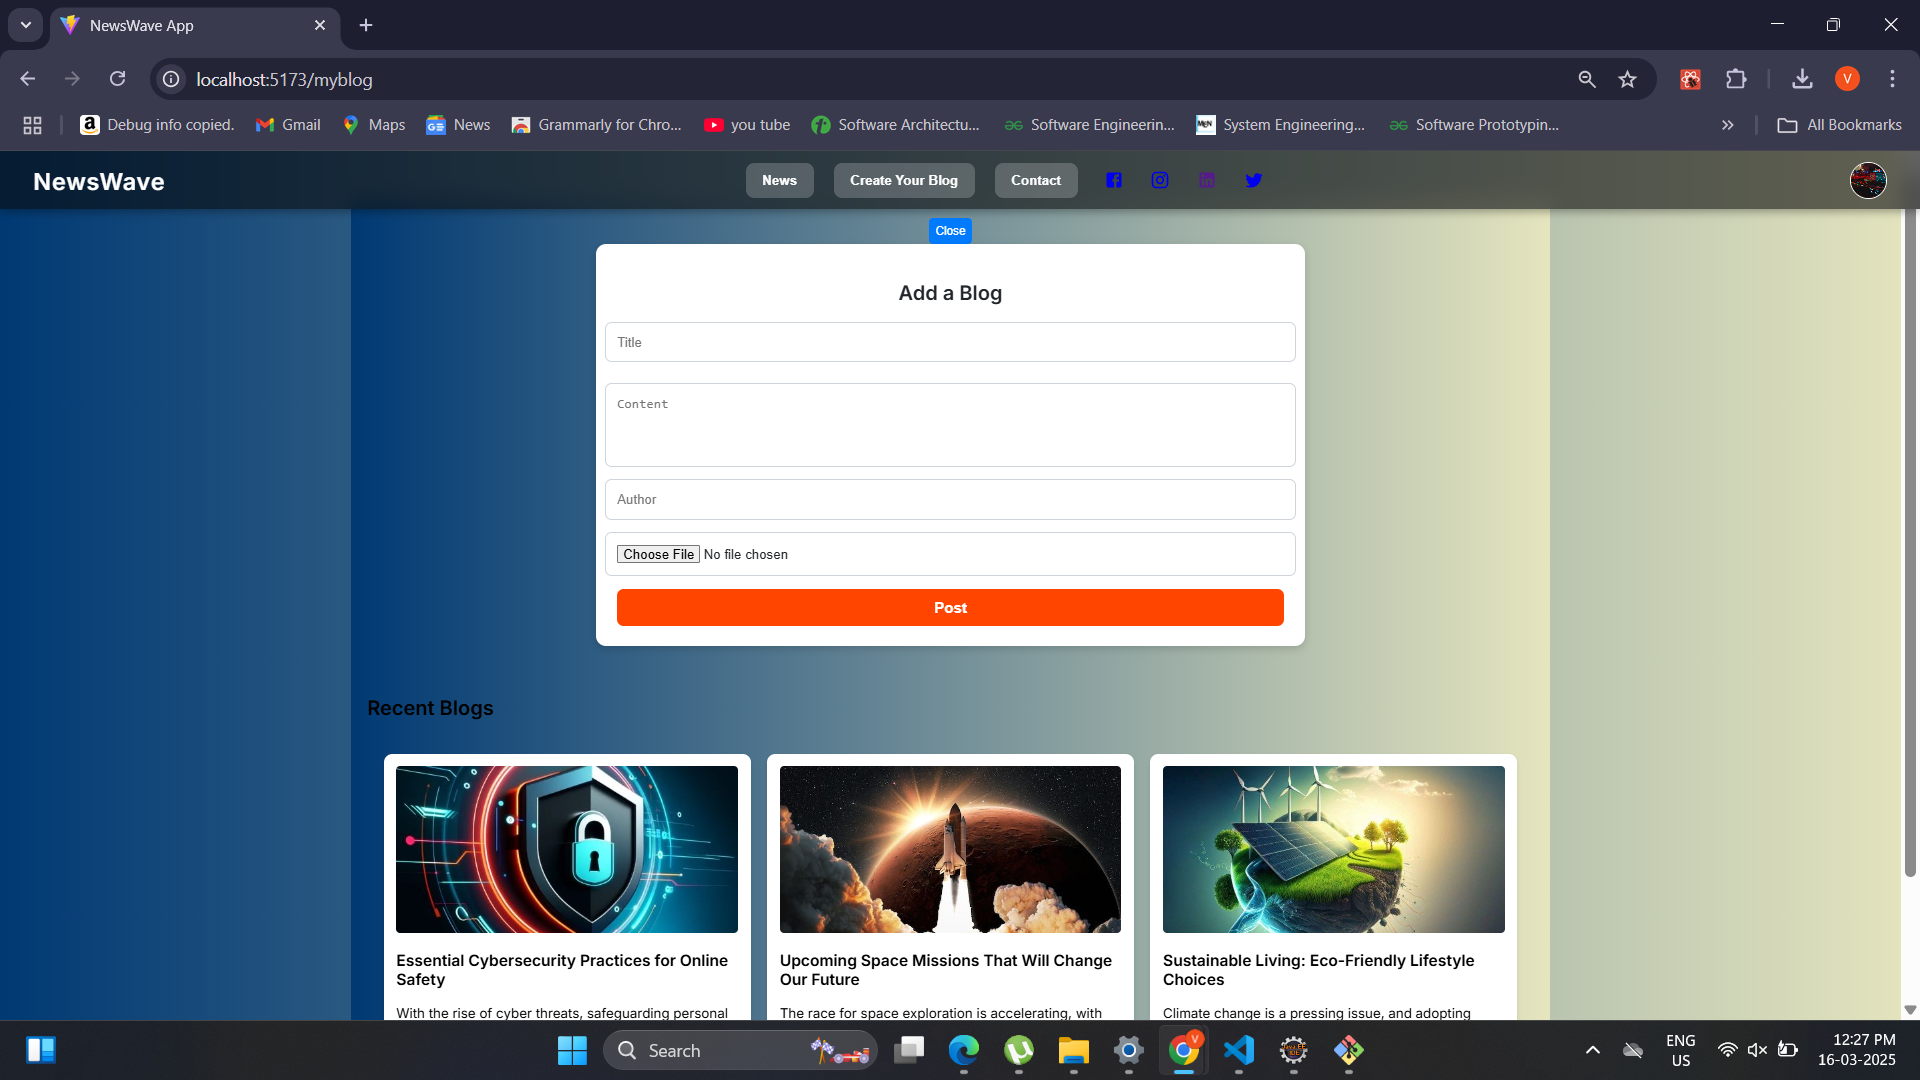 NewsWave App
localhost:5173/myblog
V
Debug info copied.
Gmail
Maps
News
Grammarly for Chro...
you tube
Software Architectu...
Software Engineerin...
System Engineering...
Software Prototypin...
All Bookmarks
NewsWave
News
Create Your Blog
Contact
Close
Add a Blog
Title
Content
Author
Choose File No file chosen
Post
Recent Blogs
Essential Cybersecurity Practices for Online
Safety
With the rise of cyber threats, safeguarding personal
Upcoming Space Missions That Will Change
Our Future
The race for space exploration is accelerating, with
Sustainable Living: Eco-Friendly Lifestyle
Choices
Climate change is a pressing issue, and adopting
Search
V
ENG
US
12:27 PM
16-03-2025